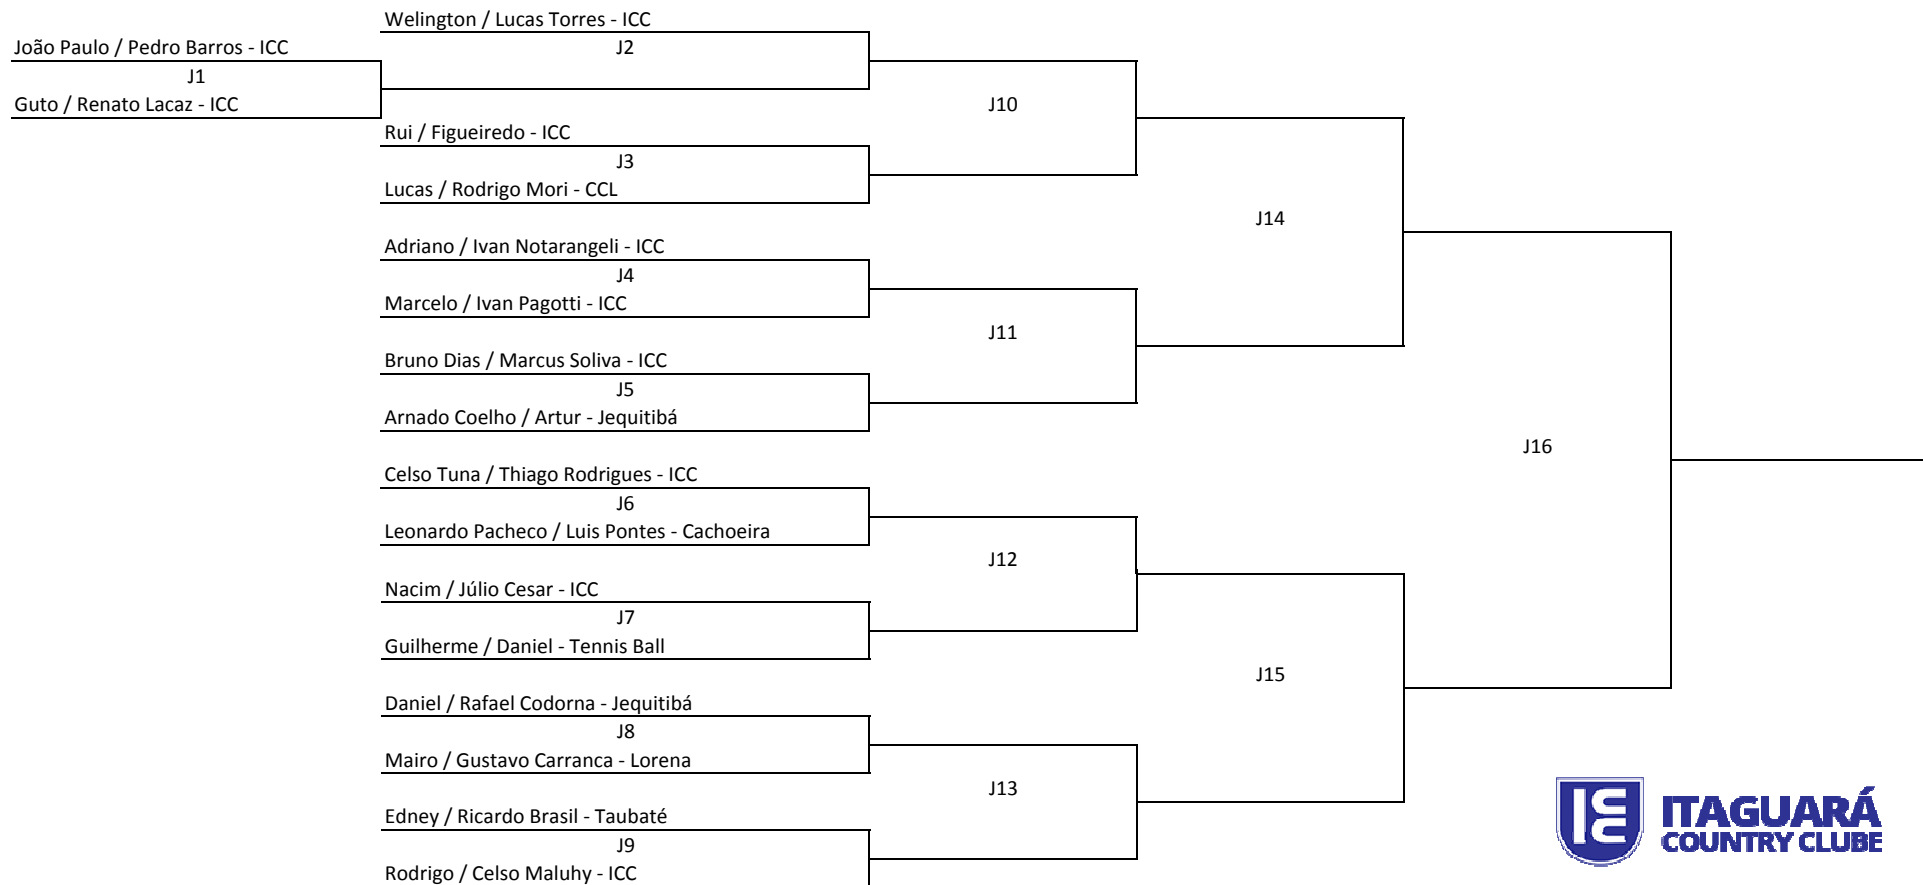 Welington / Lucas Torres - ICC
João Paulo / Pedro Barros - ICC
J2
J1
Guto / Renato Lacaz - ICC
J10
Rui / Figueiredo - ICC
J3
Lucas / Rodrigo Mori - CCL
J14
Adriano / Ivan Notarangeli - ICC
J4
Marcelo / Ivan Pagotti - ICC
J11
Bruno Dias / Marcus Soliva - ICC
J5
Arnado Coelho / Artur - Jequitibá
J16
Celso Tuna / Thiago Rodrigues - ICC
J6
Leonardo Pacheco / Luis Pontes - Cachoeira
J12
Nacim / Júlio Cesar - ICC
J7
Guilherme / Daniel - Tennis Ball
J15
Daniel / Rafael Codorna - Jequitibá
J8
Mairo / Gustavo Carranca - Lorena
J13
Edney / Ricardo Brasil - Taubaté
J9
Rodrigo / Celso Maluhy - ICC
ITAGUARÁ
COUNTRY CLUBE